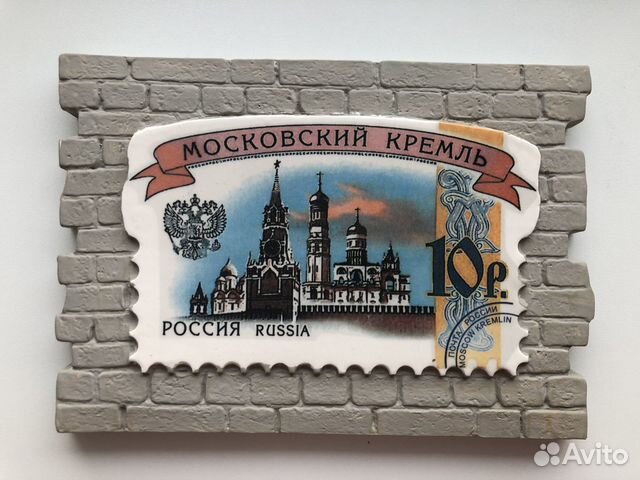 МОСКОВСКИЙ КРЕМЛЬ
10р.
РОССИЯ RUSSIA
ПОЧТА РОССИИ
MOSCOW KREMLIN
Avito